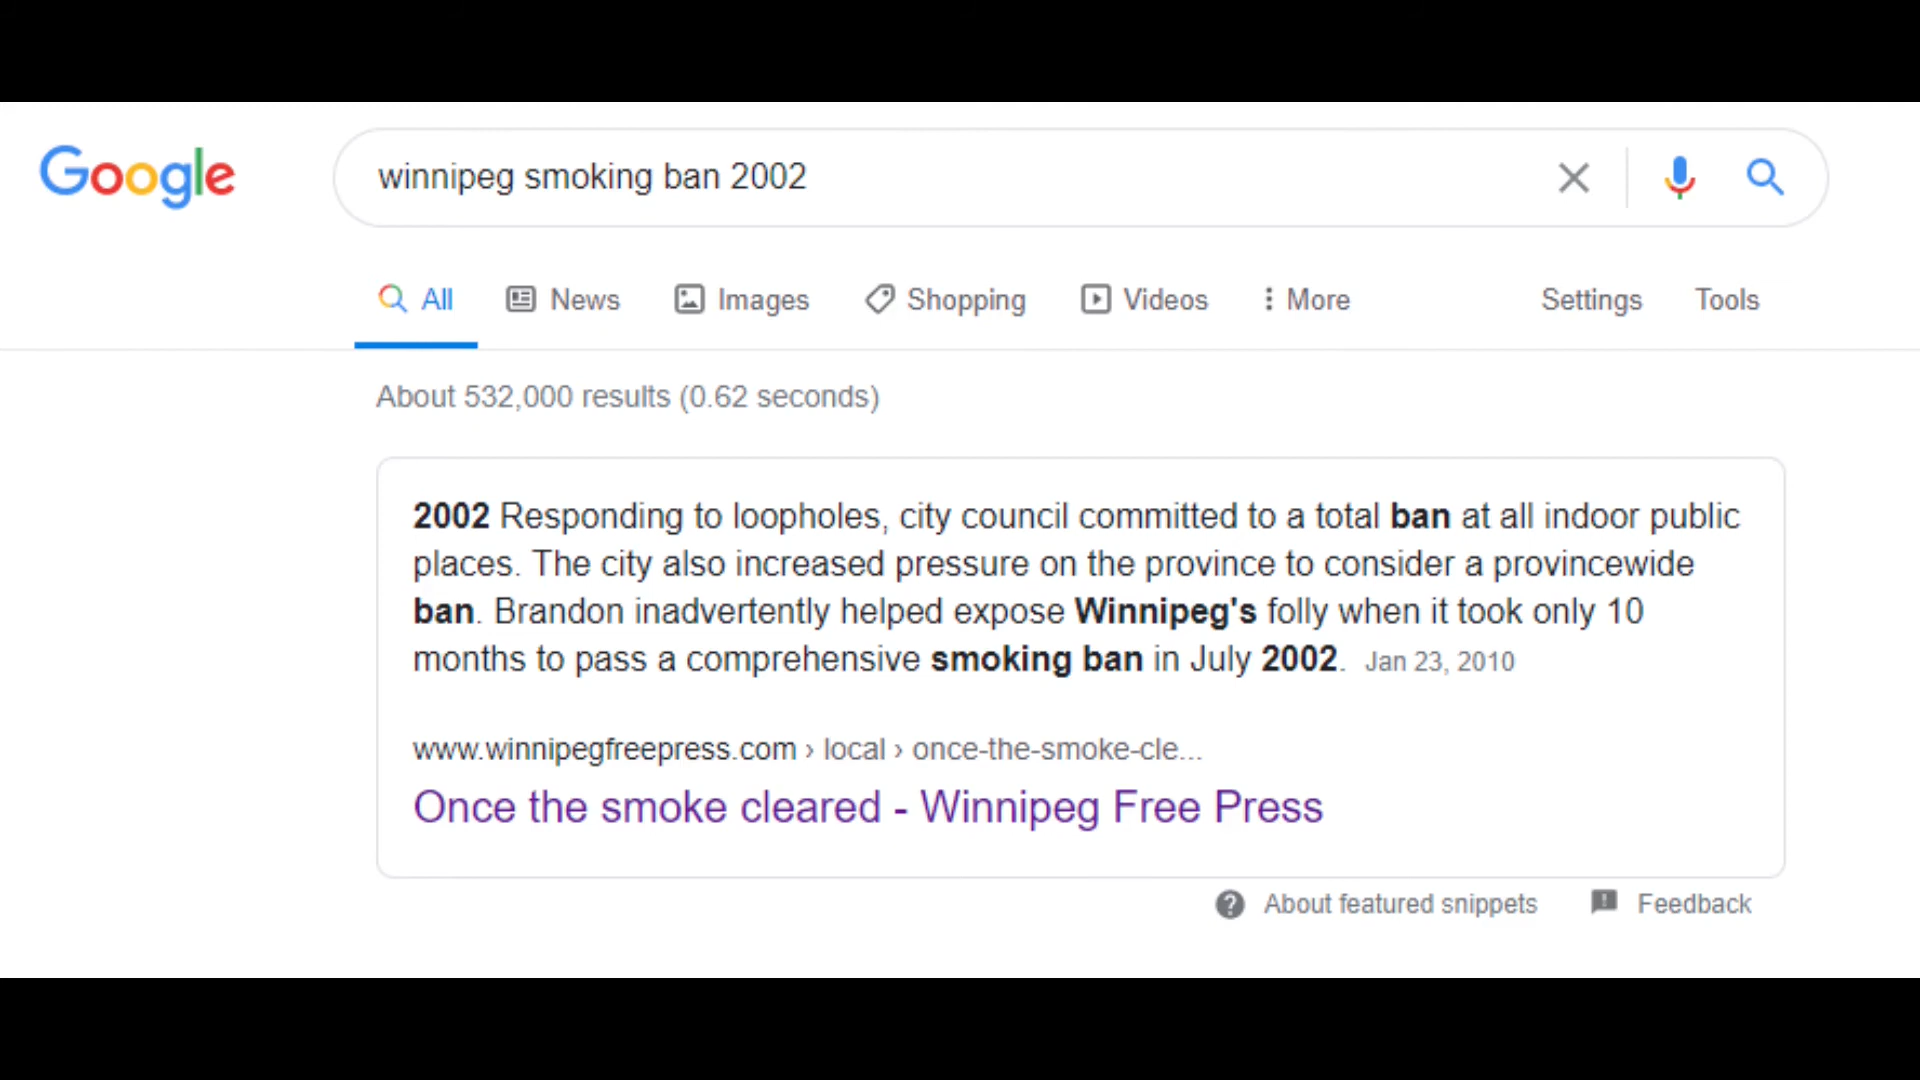 Google
winnipeg smoking ban 2002
All News Images Shopping Videos More Settings Tools
About 532,000 results (0.62 seconds)
2002 Responding to loopholes, city council committed to a total ban at all indoor public
places. The city also increased pressure on the province to consider a provincewide
ban. Brandon inadvertently helped expose Winnipeg's folly when it took only 10
months to pass a comprehensive smoking ban in July 2002. Jan 23, 2010
www.winnipegfreepress.com › local › once-the-smoke-cle...
Once the smoke cleared - Winnipeg Free Press
About featured snippets Feedback